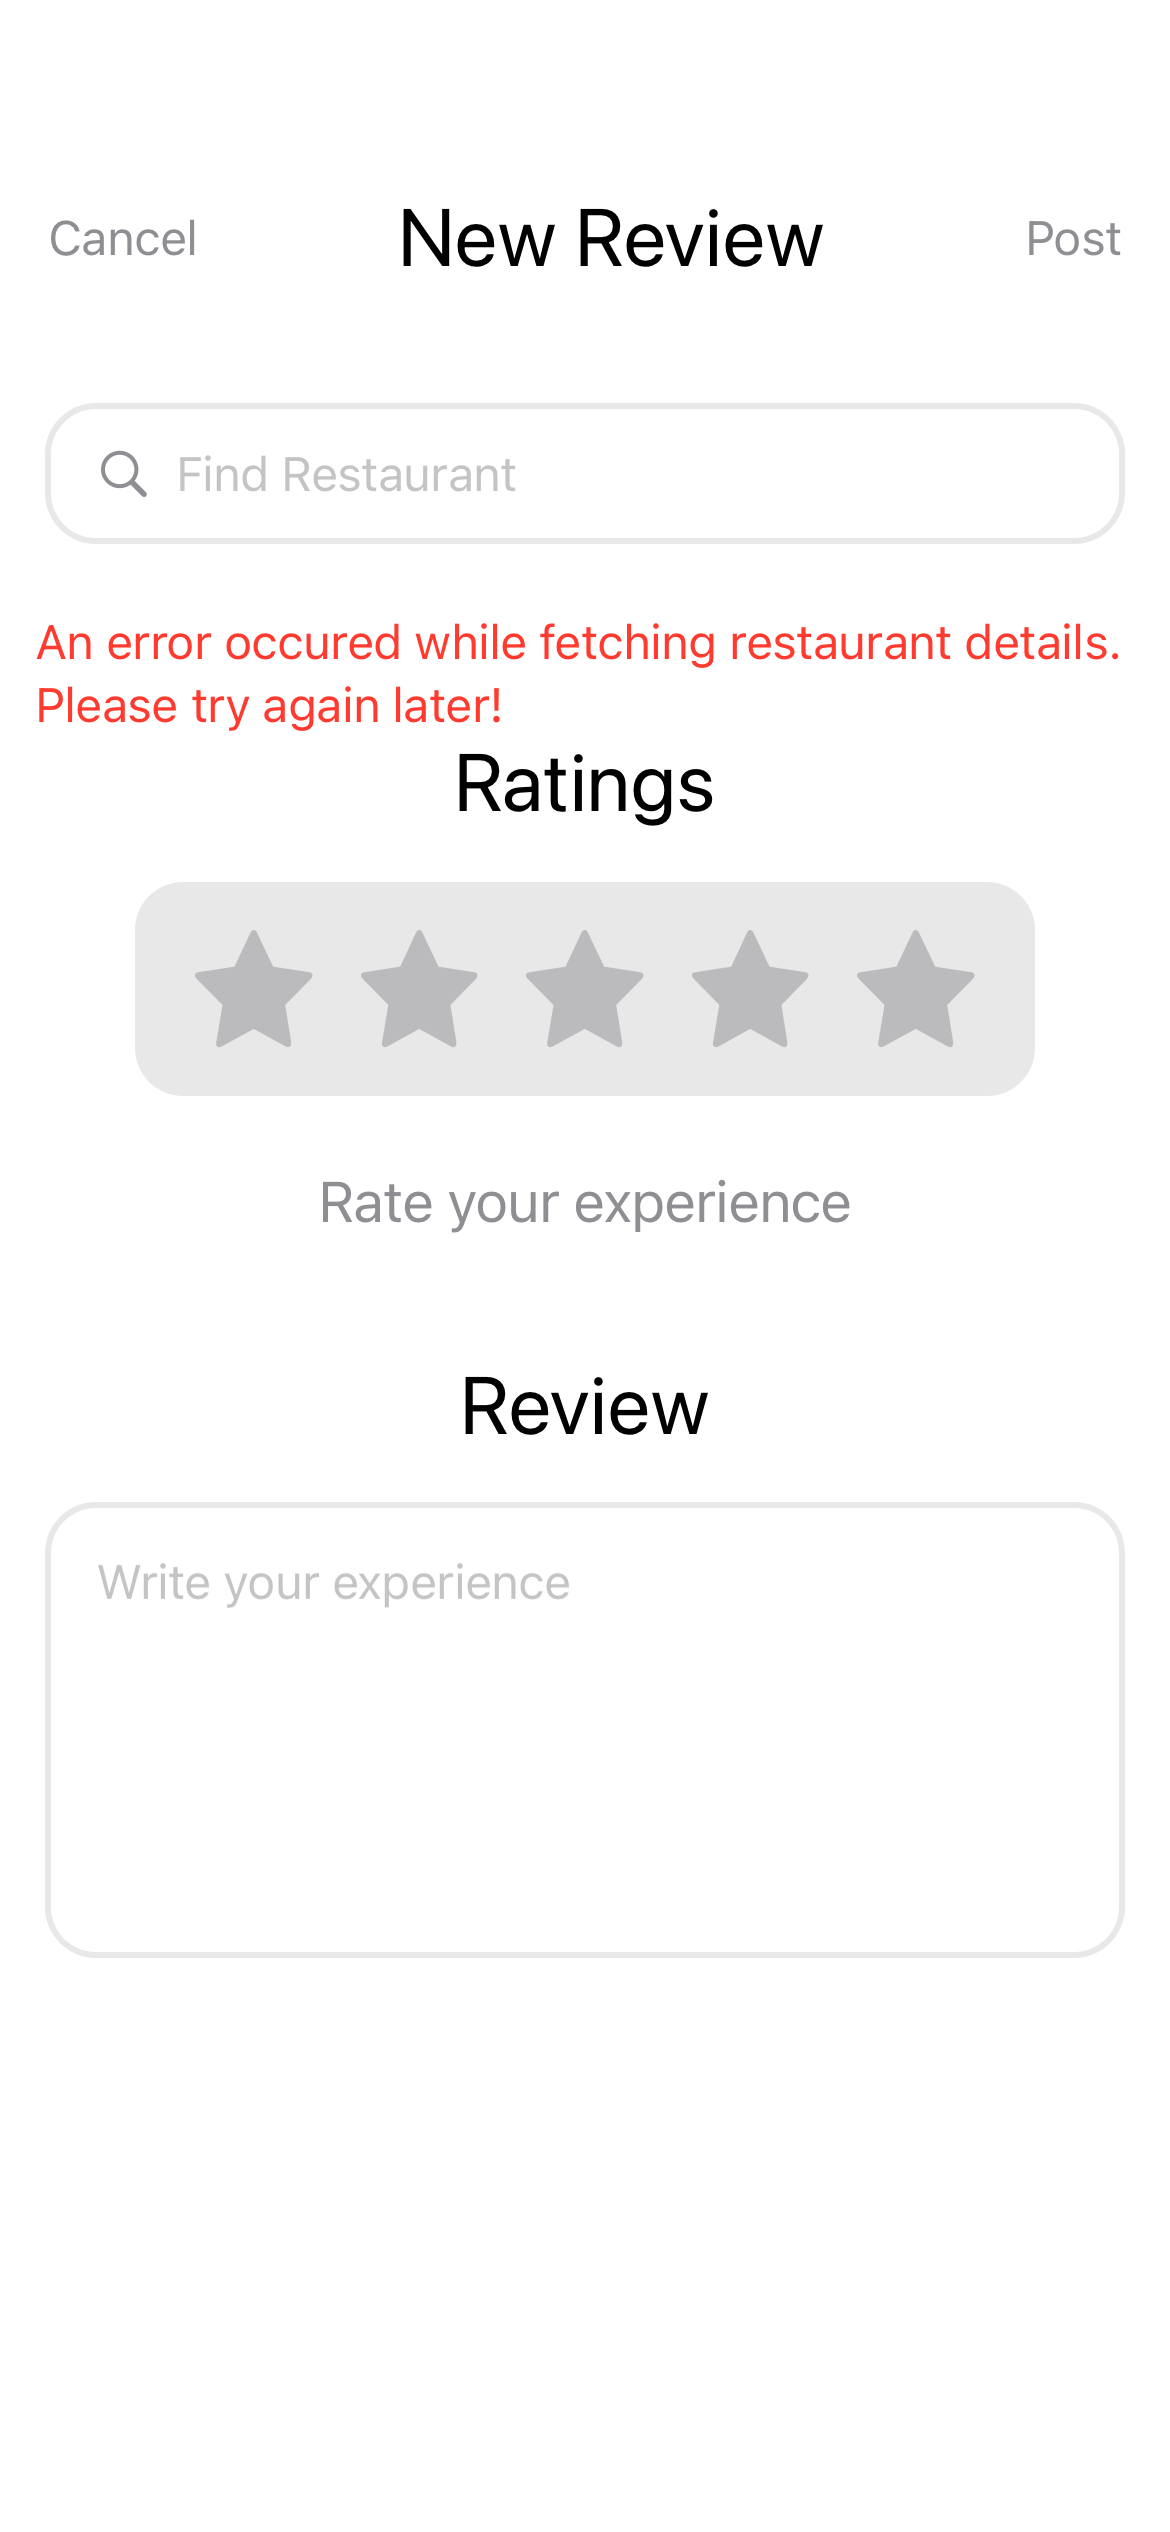 Cancel New Review Post
Find Restaurant
An error occured while fetching restaurant details.
Please try again later!
Ratings
Rate your experience
Review
Write your experience